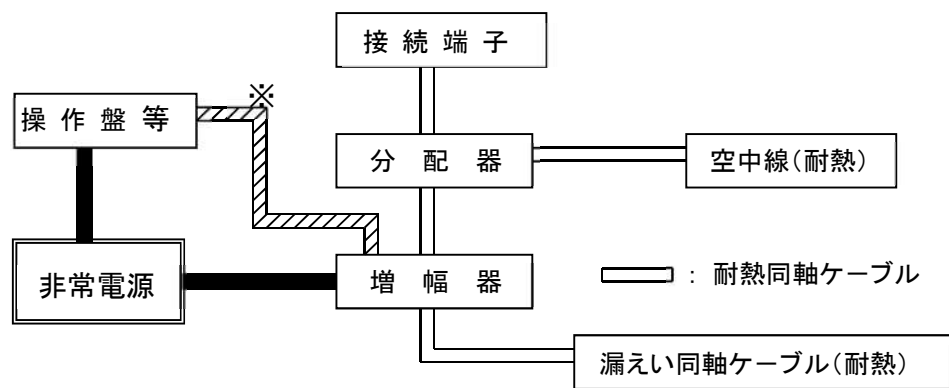 接続端子
※
操作盤等
分配器
空中線(耐熱)
非常電源
増幅器
: 耐熱同軸ケーブル
漏えい同軸ケーブル(耐熱)